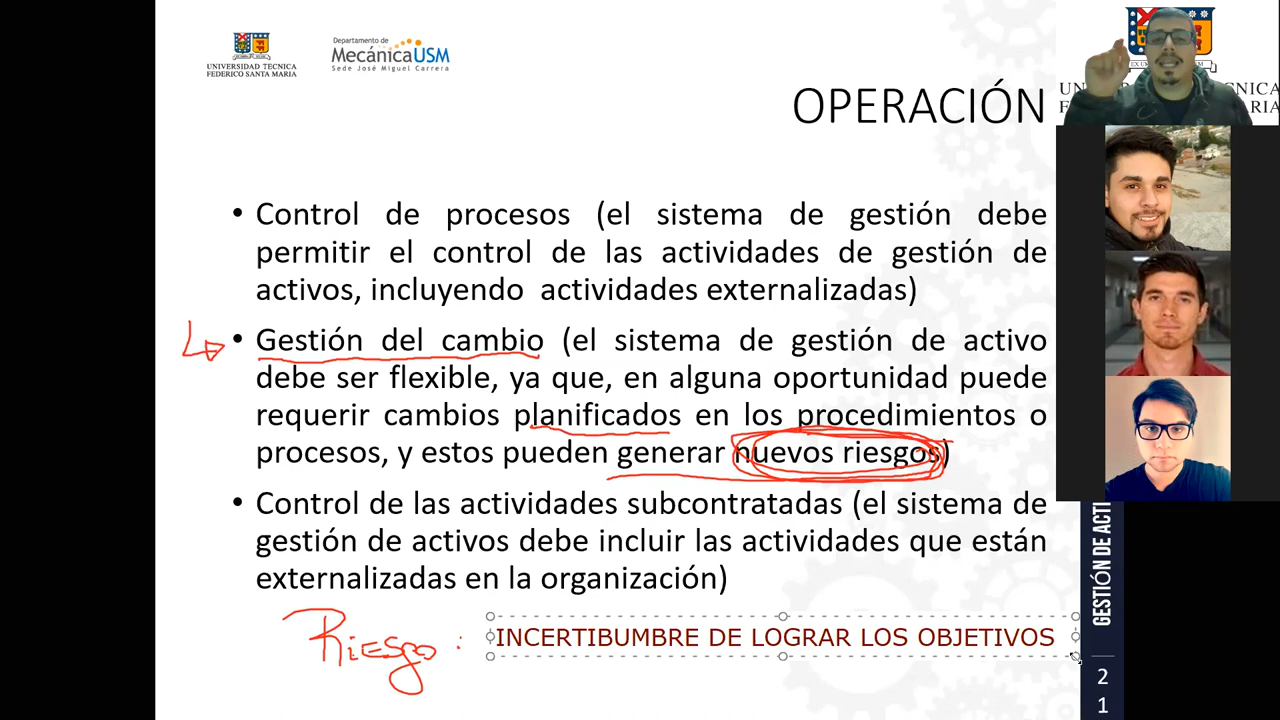 UNIVERSIDAD TECNICA
FEDERICO SANTA MARIA
Departamento de
MecánicaUSM
Sede José Miguel Carrera
OPERACIÓN
• Control de procesos (el sistema de gestión debe
permitir el control de las actividades de gestión de
activos, incluyendo actividades externalizadas)
• Gestión del cambio (el sistema de gestión de activo
debe ser flexible, ya que, en alguna oportunidad puede
requerir cambios planificados en los procedimientos o
procesos, y estos pueden generar nuevos riesgos)
• Control de las actividades subcontratadas (el sistema de
gestión de activos debe incluir las actividades que están
externalizadas en la organización)
Riesgo :
INCERTIBUMBRE DE LOGRAR LOS OBJETIVOS
GESTIÓN DE ACTI
2
1